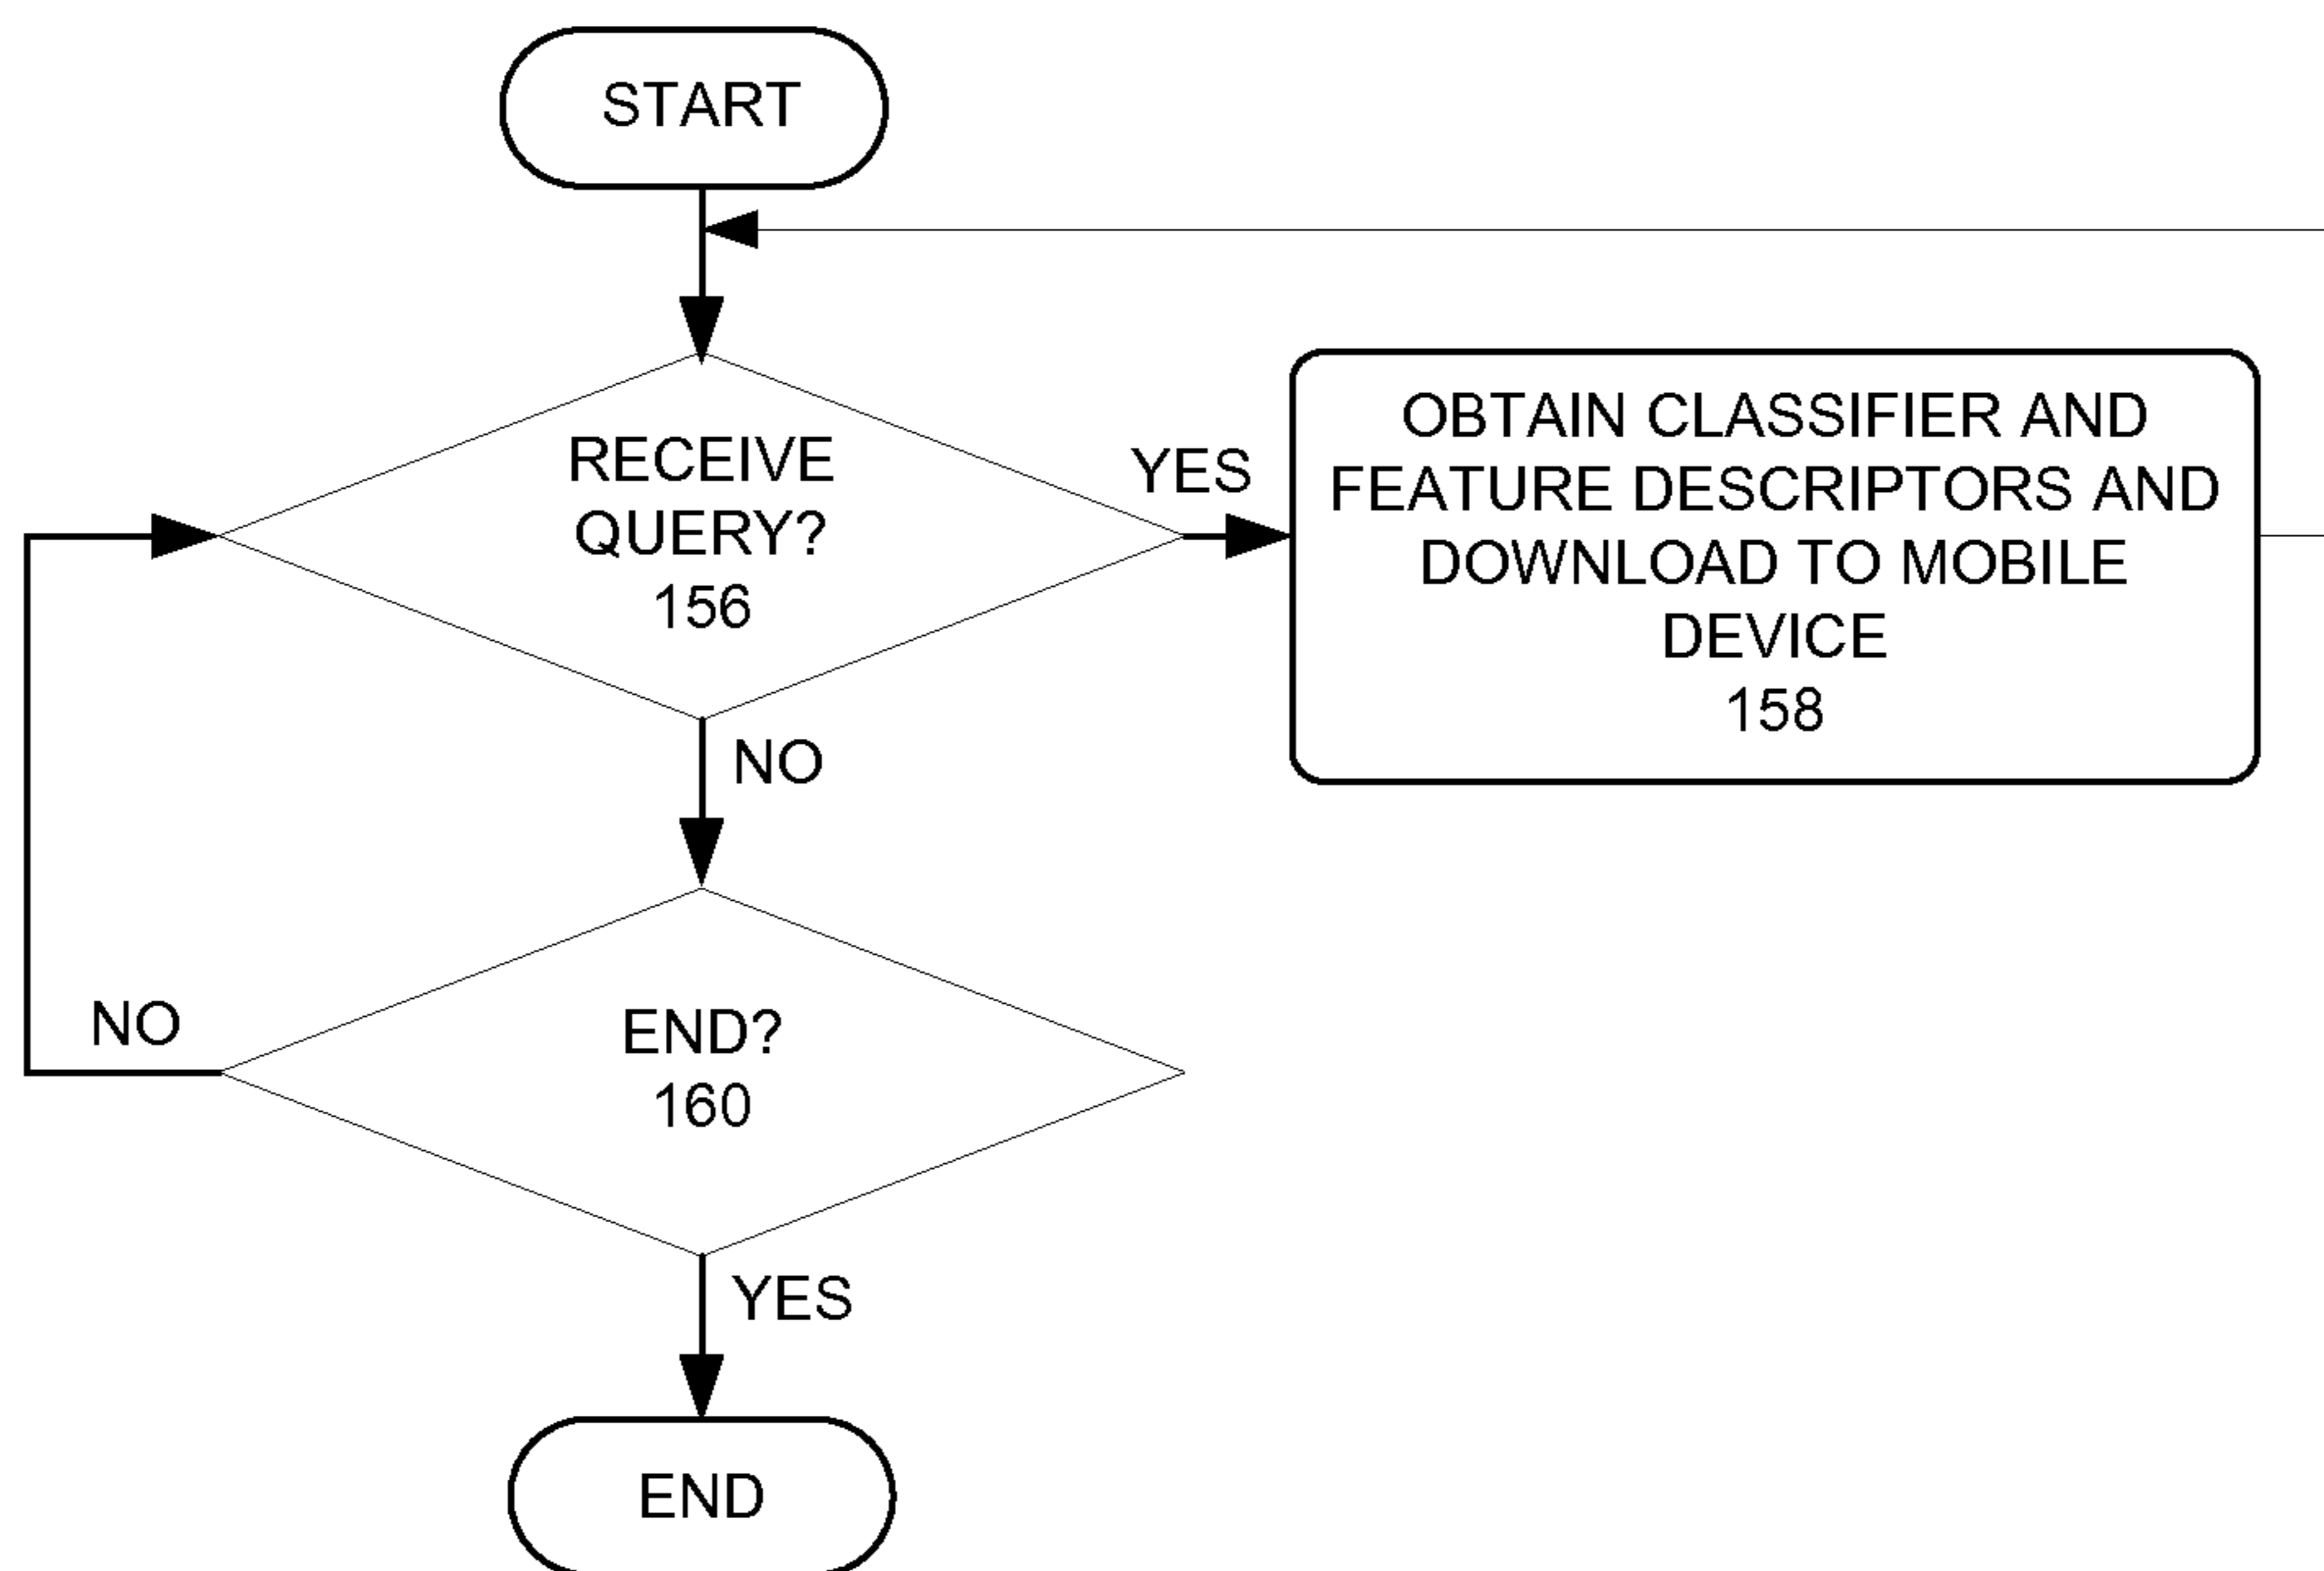 START
RECEIVE
QUERY?
156
YES
OBTAIN CLASSIFIER AND
FEATURE DESCRIPTORS AND
DOWNLOAD TO MOBILE
DEVICE
158
NO
NO
END?
160
YES
END